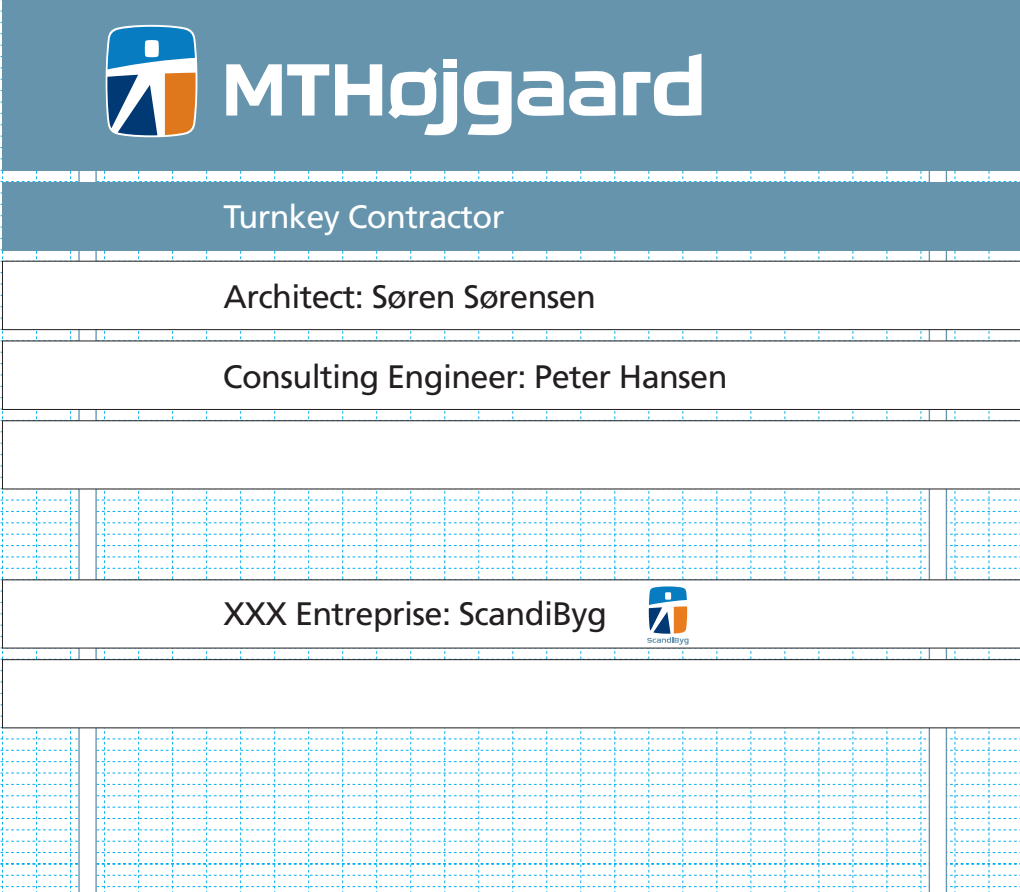 MTHøjgaard
Turnkey Contractor
Architect: Søren Sørensen
Consulting Engineer: Peter Hansen
XXX Entreprise: ScandiByg
ScandiByg